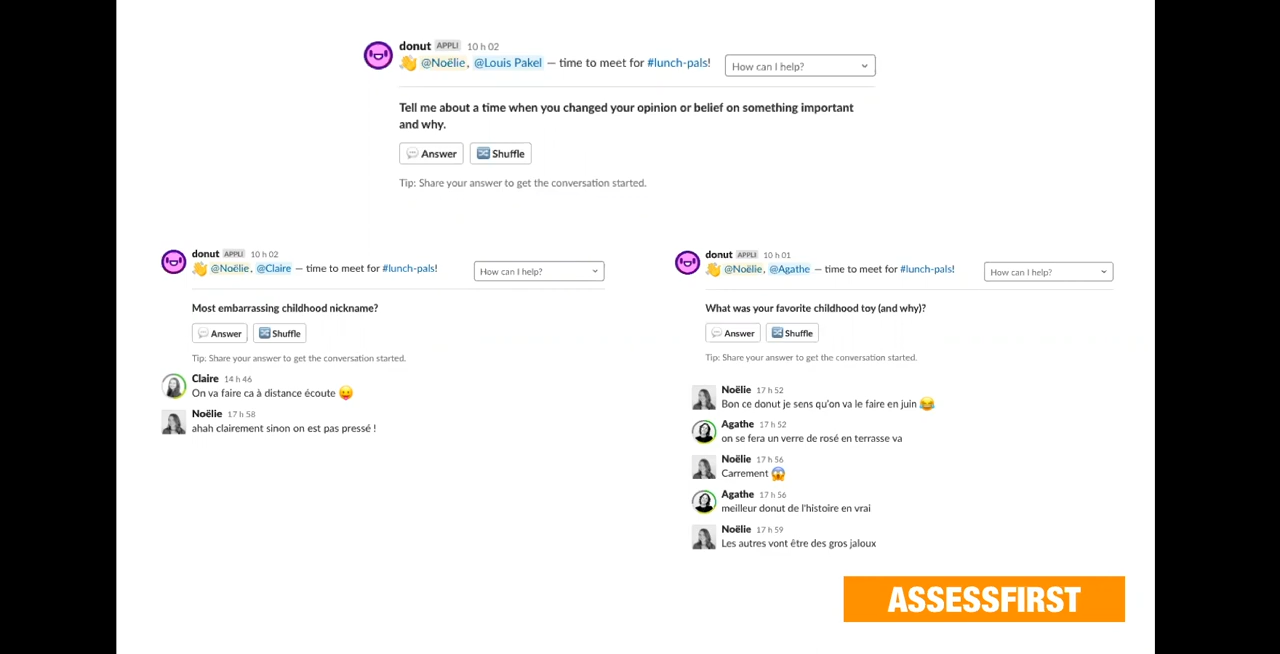 donut APPLI 10 h 02
👋 @Noëlie, @Louis Pakel — time to meet for #lunch-pals!
How can I help?
Tell me about a time when you changed your opinion or belief on something important
and why.
Answer Shuffle
Tip: Share your answer to get the conversation started.
donut APPLI 10 h 02
👋 @Noëlie, @Claire — time to meet for #lunch-pals!
How can I help?
Most embarrassing childhood nickname?
Answer Shuffle
Tip: Share your answer to get the conversation started.
Claire 14 h 46
On va faire ca à distance écoute 😛
Noëlie 17 h 58
ahah clairement sinon on est pas pressé !
donut APPLI 10 h 01
👋 @Noëlie, @Agathe — time to meet for #lunch-pals!
How can I help?
What was your favorite childhood toy (and why)?
Answer Shuffle
Tip: Share your answer to get the conversation started.
Noëlie 17 h 52
Bon ce donut je sens qu'on va le faire en juin 😂
Agathe 17 h 52
on se fera un verre de rosé en terrasse va
Noëlie 17 h 56
Carrement 😱
Agathe 17 h 56
meilleur donut de l'histoire en vrai
Noëlie 17 h 59
Les autres vont être des gros jaloux
ASSESSFIRST